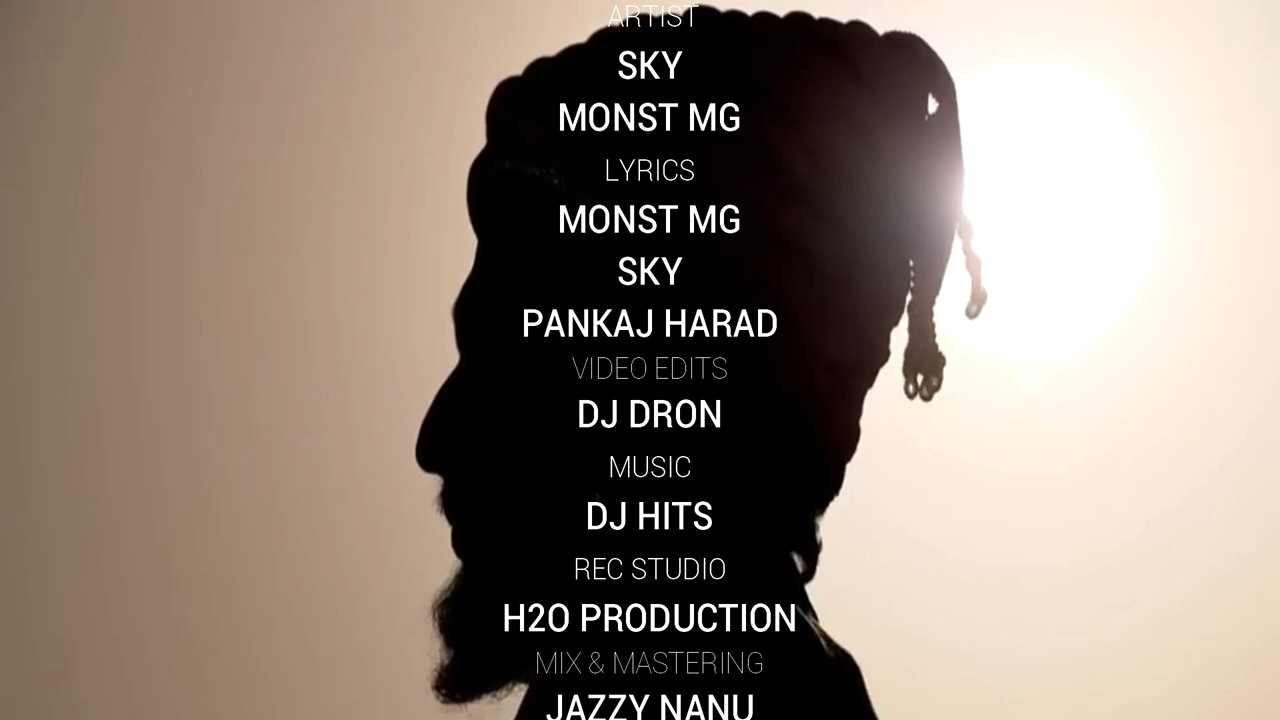 ARTIST
SKY
MONST MG
LYRICS
MONST MG
SKY
PANKAJ HARAD
VIDEO EDITS
DJ DRON
MUSIC
DJ HITS
REC STUDIO
H2O PRODUCTION
MIX & MASTERING
JAZZY NANU